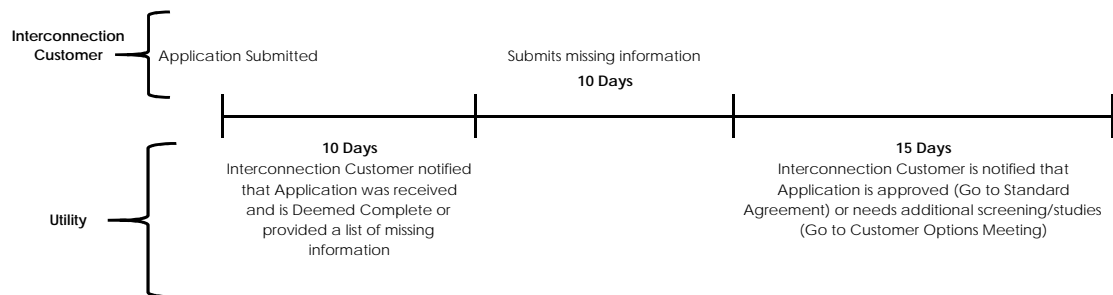 Interconnection
Customer
Application Submitted
Submits missing information
10 Days
Utility
10 Days
Interconnection Customer notified
that Application was received
and is Deemed Complete or
provided a list of missing
information
15 Days
Interconnection Customer is notified that
Application is approved (Go to Standard
Agreement) or needs additional screening/studies
(Go to Customer Options Meeting)